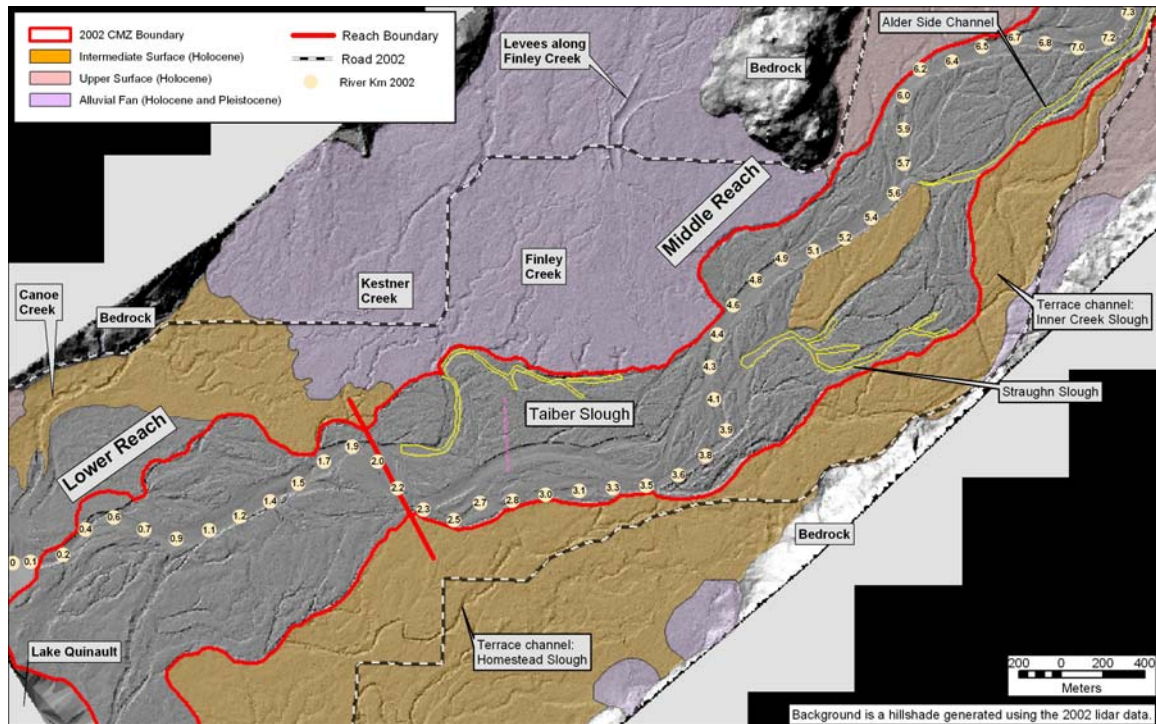 2002 CMZ Boundary
Intermediate Surface (Holocene)
Upper Surface (Holocene)
Alluvial Fan (Holocene and Pleistocene)
Reach Boundary
Road 2002
River Km 2002
Levees along
Finley Creek
Bedrock
Alder Side Channel
7.3
7.2
7.0
6.8
6.7
6.5
6.4
6.2
6.0
5.9
5.7
5.6
5.4
5.2
5.1
4.9
4.8
4.6
4.4
4.3
4.1
3.9
3.8
3.6
3.5
3.3
3.1
3.0
2.8
2.7
2.5
2.3
2.2
2.0
1.9
1.7
1.5
1.4
1.2
1.1
0.9
0.7
0.6
0.4
0.2
0.1
0
Middle Reach
Finley
Creek
Kestner
Creek
Canoe
Creek
Bedrock
Terrace channel:
Inner Creek Slough
Straughn Slough
Taiber Slough
Lower Reach
Bedrock
Terrace channel:
Homestead Slough
Lake Quinault
200 0 200 400
Meters
Background is a hillshade generated using the 2002 lidar data.